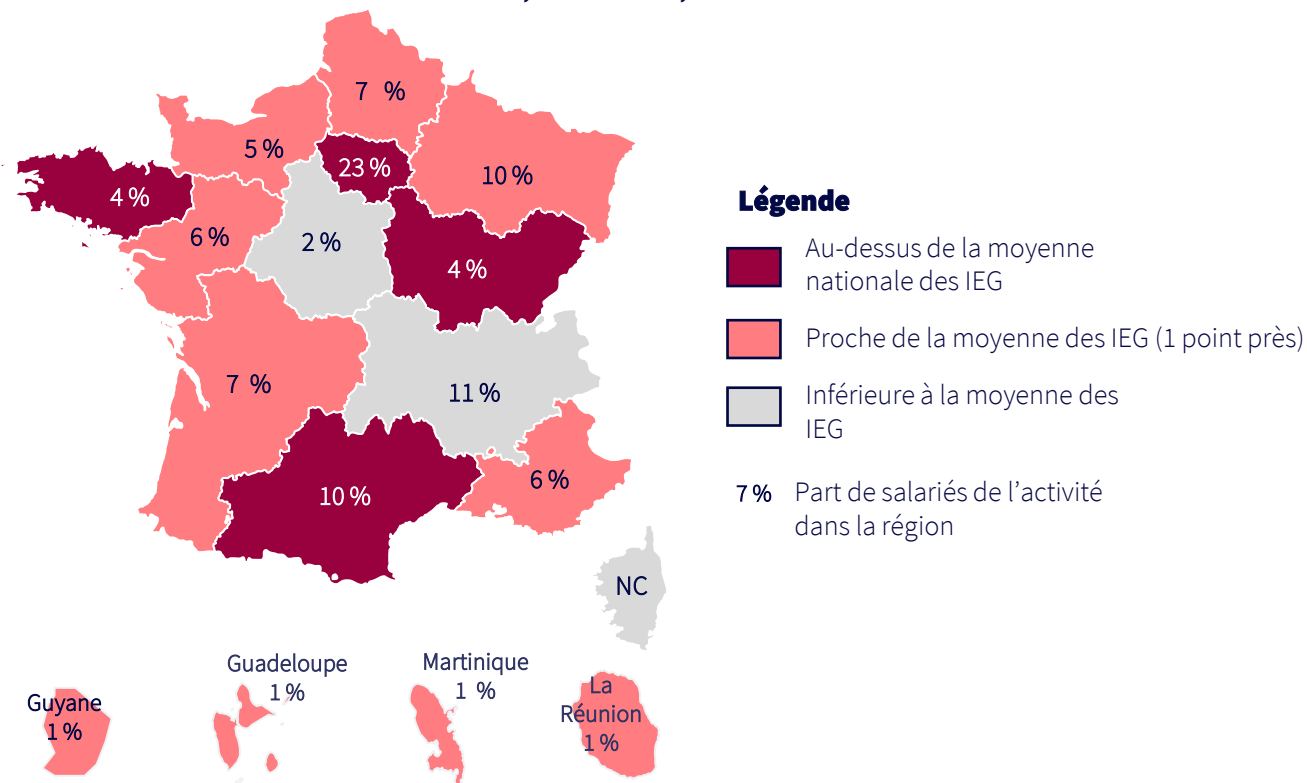 7 %
5 %
23 %
10 %
4 %
6 %
2 %
4 %
7 %
11 %
10 %
6 %
NC
Légende
Au-dessus de la moyenne
nationale des IEG
Proche de la moyenne des IEG (1 point près)
Inférieure à la moyenne des
IEG
7 % Part de salariés de l’activité
dans la région
Guyane
1 %
Guadeloupe
1 %
Martinique
1 %
La
Réunion
1 %